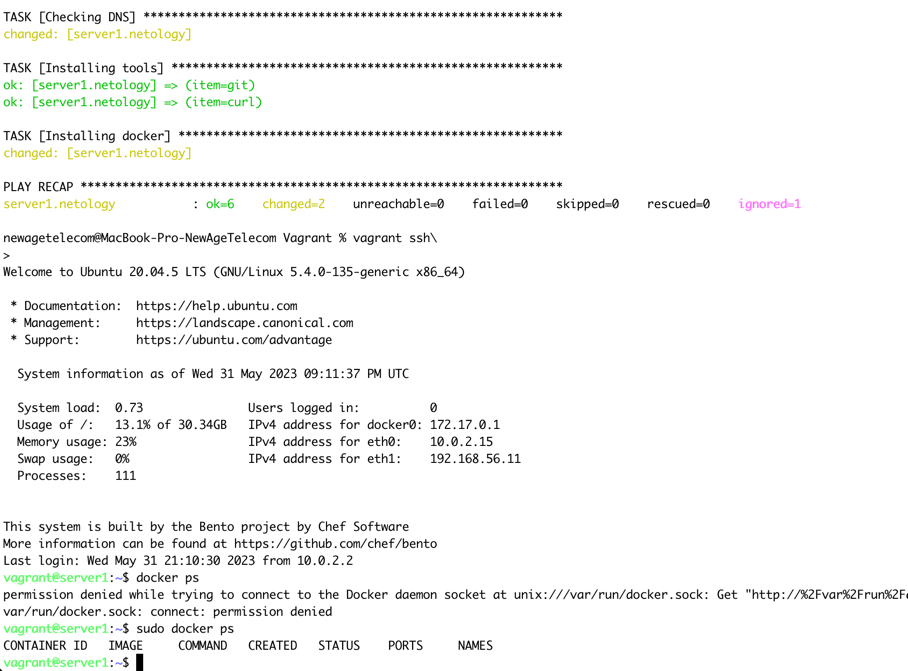 TASK [Checking DNS] ************************************************************
changed: [server1.netology]
TASK [Installing tools] ********************************************************
ok: [server1.netology] => (item=git)
ok: [server1.netology] => (item=curl)
TASK [Installing docker] *******************************************************
changed: [server1.netology]
PLAY RECAP *********************************************************************
server1.netology           : ok=6    changed=2    unreachable=0    failed=0    skipped=0    rescued=0    ignored=1
newagetelecom@MacBook-Pro-NewAgeTelecom Vagrant % vagrant ssh\
>
Welcome to Ubuntu 20.04.5 LTS (GNU/Linux 5.4.0-135-generic x86_64)
* Documentation:  https://help.ubuntu.com
* Management:     https://landscape.canonical.com
* Support:        https://ubuntu.com/advantage
System information as of Wed 31 May 2023 09:11:37 PM UTC
System load:  0.73               Users logged in:          0
Usage of /:   13.1% of 30.34GB   IPv4 address for docker0: 172.17.0.1
Memory usage: 23%                IPv4 address for eth0:    10.0.2.15
Swap usage:   0%                 IPv4 address for eth1:    192.168.56.11
Processes:    111
This system is built by the Bento project by Chef Software
More information can be found at https://github.com/chef/bento
Last login: Wed May 31 21:10:30 2023 from 10.0.2.2
vagrant@server1:~$ docker ps
permission denied while trying to connect to the Docker daemon socket at unix:///var/run/docker.sock: Get "http://%2Fvar%2Frun%2F
var/run/docker.sock: connect: permission denied
vagrant@server1:~$ sudo docker ps
CONTAINER ID   IMAGE     COMMAND   CREATED   STATUS    PORTS     NAMES
vagrant@server1:~$